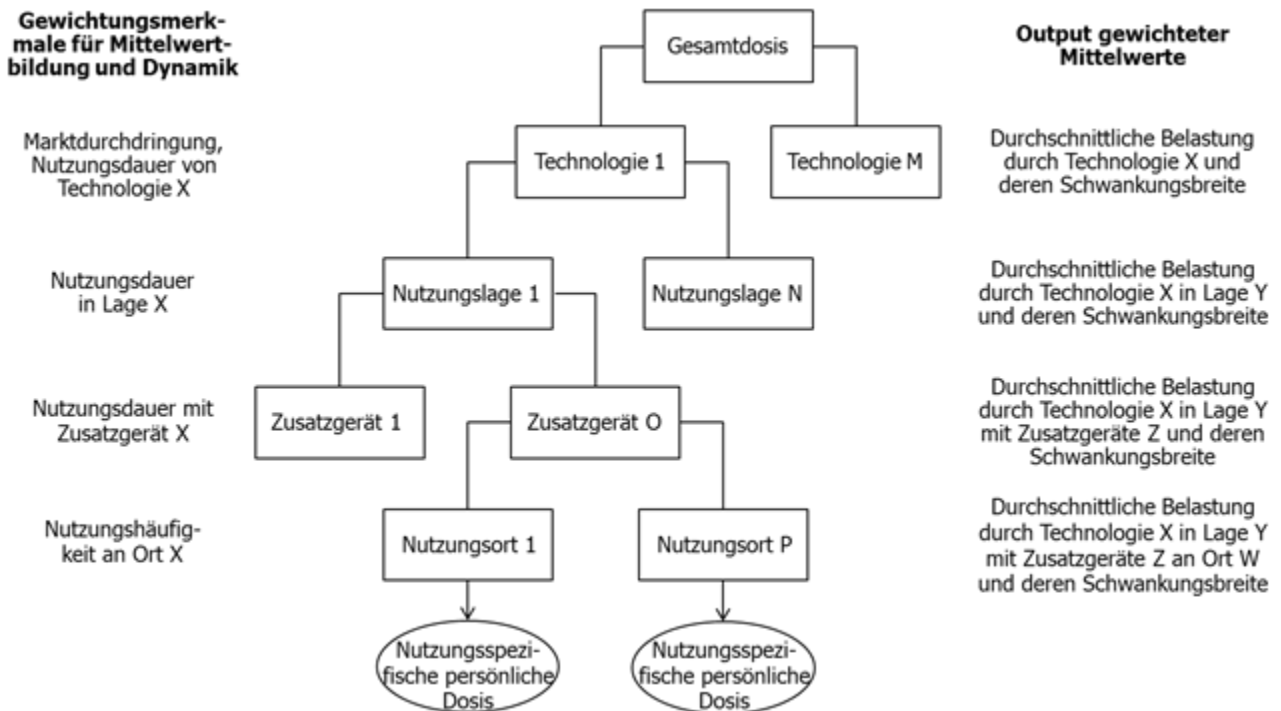 Gewichtungsmerk-
male für Mittelwert-
bildung und Dynamik
Gesamtdosis
Output gewichteter
Mittelwerte
Marktdurchdringung,
Nutzungsdauer von
Technologie X
Technologie 1
Technologie M
Durchschnittliche Belastung
durch Technologie X und
deren Schwankungsbreite
Nutzungsdauer
in Lage X
Nutzungslage 1
Nutzungslage N
Durchschnittliche Belastung
durch Technologie X in Lage Y
und deren Schwankungsbreite
Nutzungsdauer mit
Zusatzgerät X
Zusatzgerät 1
Zusatzgerät O
Durchschnittliche Belastung
durch Technologie X in Lage Y
mit Zusatzgeräte Z und deren
Schwankungsbreite
Nutzungshäufig-
keit an Ort X
Nutzungsort 1
Nutzungsort P
Durchschnittliche Belastung
durch Technologie X in Lage Y
mit Zusatzgeräte Z an Ort W
und deren Schwankungsbreite
Nutzungsspezi-
fische persönliche
Dosis
Nutzungsspezi-
fische persönliche
Dosis